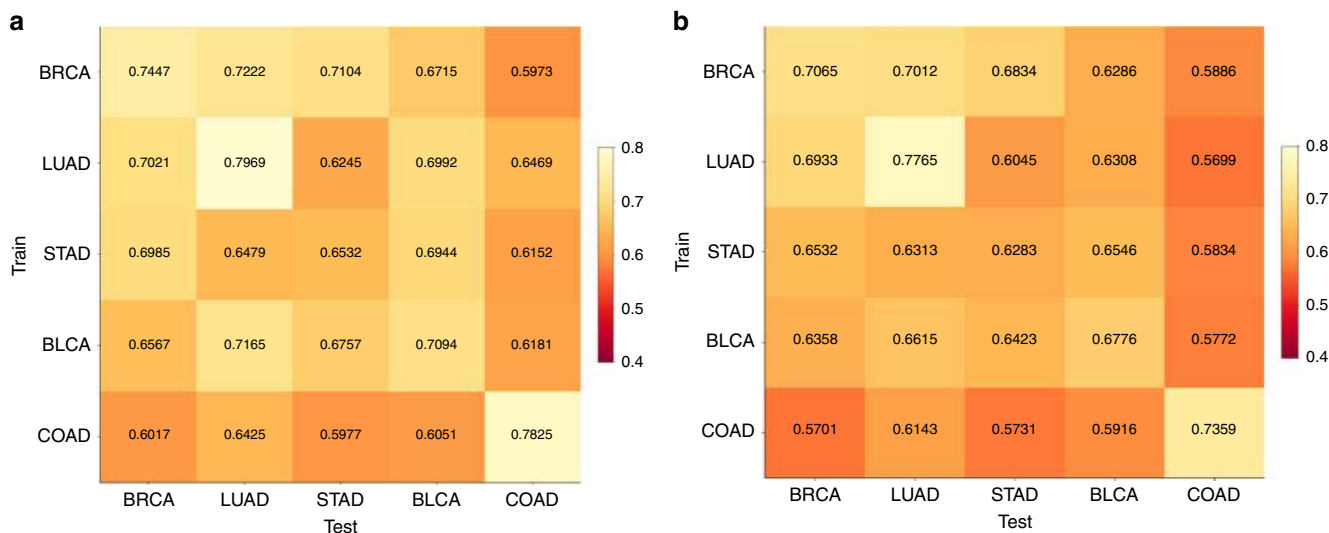 a
Train
BRCA 0.7447 0.7222 0.7104 0.6715 0.5973
LUAD 0.7021 0.7969 0.6245 0.6992 0.6469
STAD 0.6985 0.6479 0.6532 0.6944 0.6152
BLCA 0.6567 0.7165 0.6757 0.7094 0.6181
COAD 0.6017 0.6425 0.5977 0.6051 0.7825
BRCA LUAD STAD BLCA COAD
Test
0.8
0.7
0.6
0.5
0.4
b
Train
BRCA 0.7065 0.7012 0.6834 0.6286 0.5886
LUAD 0.6933 0.7765 0.6045 0.6308 0.5699
STAD 0.6532 0.6313 0.6283 0.6546 0.5834
BLCA 0.6358 0.6615 0.6423 0.6776 0.5772
COAD 0.5701 0.6143 0.5731 0.5916 0.7359
BRCA LUAD STAD BLCA COAD
Test
0.8
0.7
0.6
0.5
0.4